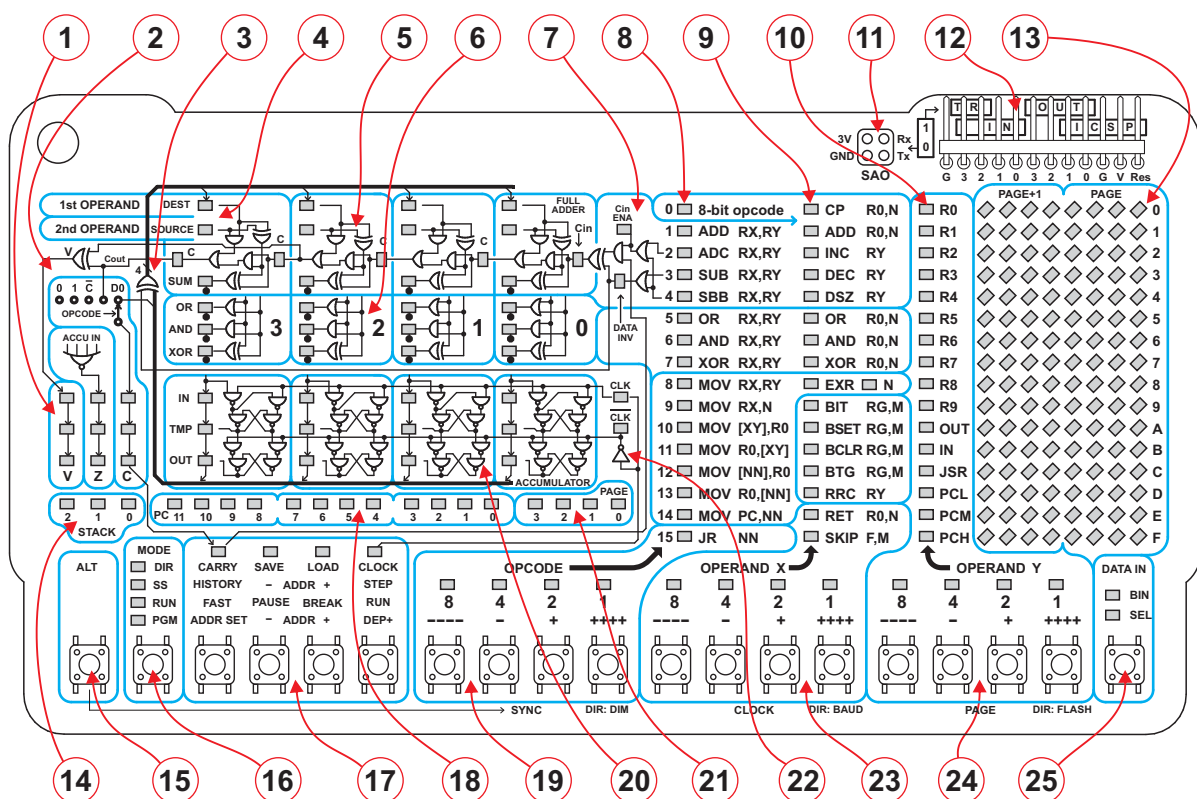 1 2 3 4 5 6 7 8 9 10 11 12 13
TR IN OUT ICSP
3V Rx 1
GND Tx 0
SAO
G 3 2 1 0 3 2 1 0 G V Res
PAGE+1 PAGE
1st OPERAND DEST
2nd OPERAND SOURCE
FULL ADDER
Cin ENA
Cin
V C C C C
Cout
4
SUM
0 1 C̅ D0
OPCODE
OR
AND
XOR
3 2 1 0
DATA INV
ACCU IN
IN
TMP
OUT
CLK
C̅L̅K̅
ACCUMULATOR
V Z C
0 8-bit opcode CP R0,N R0 0
1 ADD RX,RY ADD R0,N R1 1
2 ADC RX,RY INC RY R2 2
3 SUB RX,RY DEC RY R3 3
4 SBB RX,RY DSZ RY R4 4
5 OR RX,RY OR R0,N R5 5
6 AND RX,RY AND R0,N R6 6
7 XOR RX,RY XOR R0,N R7 7
8 MOV RX,RY EXR N R8 8
9 MOV RX,N BIT RG,M R9 9
10 MOV [XY],R0 BSET RG,M OUT A
11 MOV R0,[XY] BCLR RG,M IN B
12 MOV [NN],R0 BTG RG,M JSR C
13 MOV R0,[NN] RRC RY PCL D
14 MOV PC,NN RET R0,N PCM E
15 JR NN SKIP F,M PCH F
2 1 0
STACK
PC 11 10 9 8 7 6 5 4 3 2 1 0
PAGE
3 2 1 0
OPCODE OPERAND X OPERAND Y
ALT
MODE
DIR
SS
RUN
PGM
CARRY SAVE LOAD CLOCK
HISTORY - ADDR + STEP
FAST PAUSE BREAK RUN
ADDR SET - ADDR + DEP+
8 4 2 1
---- - + ++++
8 4 2 1
---- - + ++++
8 4 2 1
---- - + ++++
DATA IN
BIN
SEL
SYNC DIR: DIM CLOCK DIR: BAUD PAGE DIR: FLASH
14 15 16 17 18 19 20 21 22 23 24 25